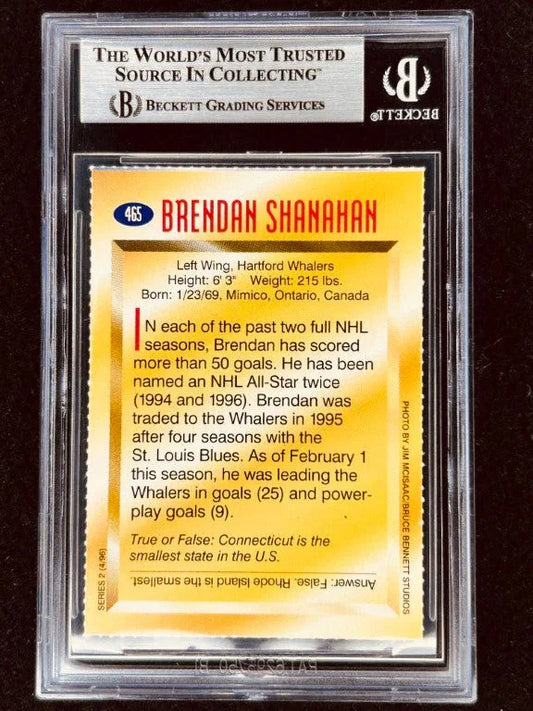 THE WORLD'S MOST TRUSTED
SOURCE IN COLLECTING™
BECKETT GRADING SERVICES
BECKETT®
465
BRENDAN SHANAHAN
Left Wing, Hartford Whalers
Height: 6' 3" Weight: 215 lbs.
Born: 1/23/69, Mimico, Ontario, Canada
IN each of the past two full NHL
seasons, Brendan has scored
more than 50 goals. He has been
named an NHL All-Star twice
(1994 and 1996). Brendan was
traded to the Whalers in 1995
after four seasons with the
St. Louis Blues. As of February 1
this season, he was leading the
Whalers in goals (25) and power-
play goals (9).
True or False: Connecticut is the
smallest state in the U.S.
Answer: False. Rhode Island is the smallest.
SERIES 2 (4/96)
PHOTO BY JIM MCISAAC/BRUCE BENNETT STUDIOS